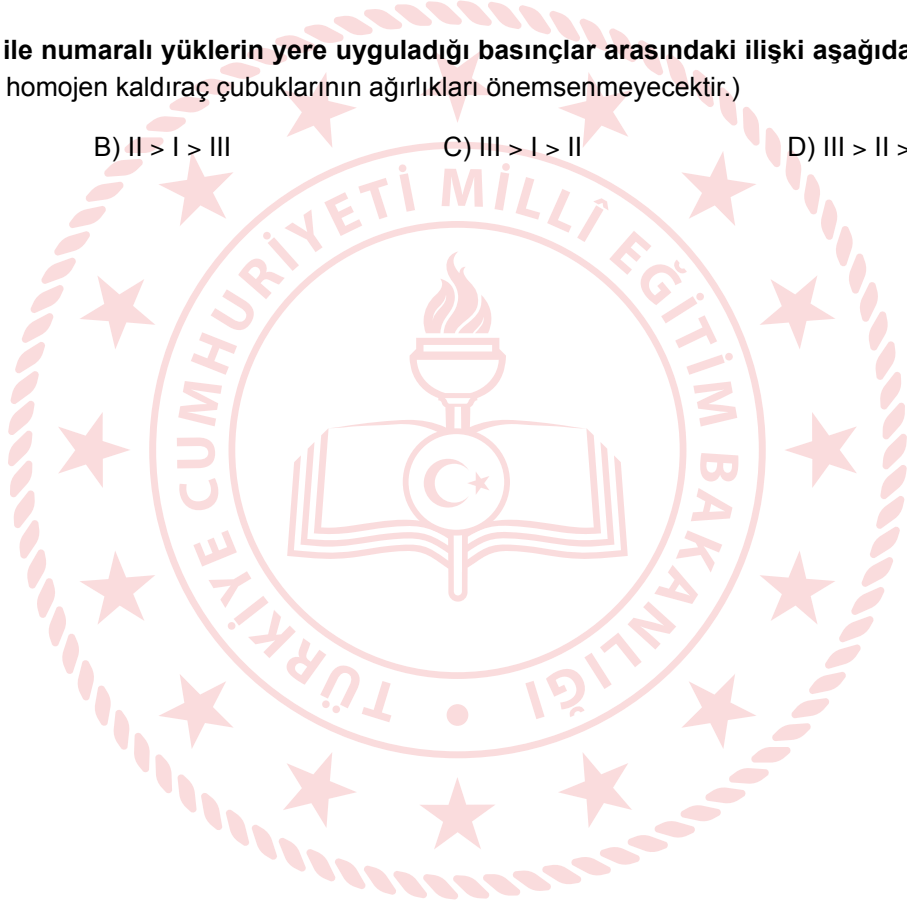 ile numaralı yüklerin yere uyguladığı basınçlar arasındaki ilişki aşağıda
homojen kaldıraç çubuklarının ağırlıkları önemsenmeyecektir.)
B) II > I > III C) III > I > II D) III > II >
TÜRKİYE CUMHURİYETİ MİLLÎ EĞİTİM BAKANLIĞI